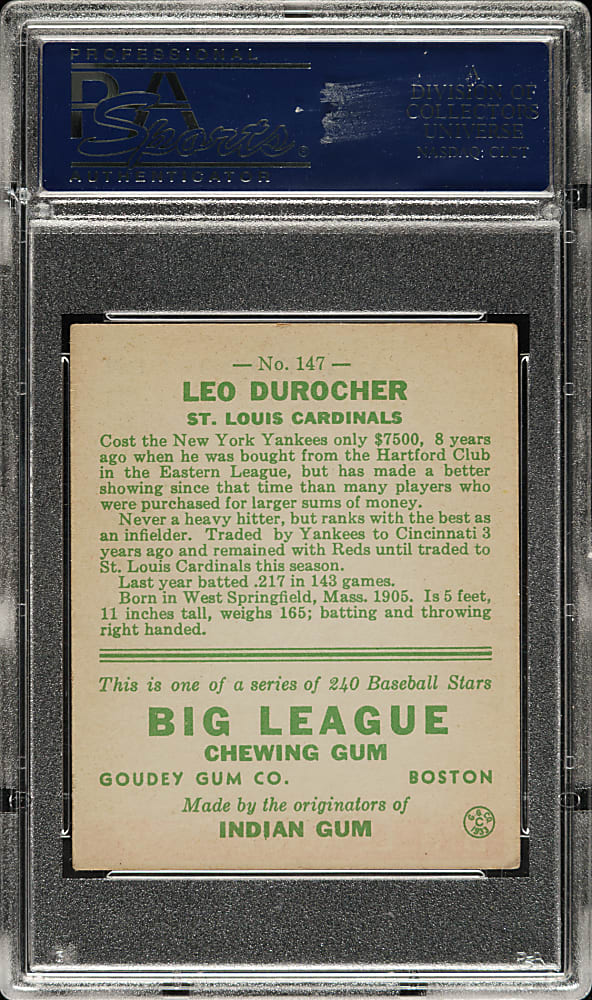 PROFESSIONAL
PSA
Sports®
AUTHENTICATOR
A
DIVISION OF
COLLECTORS
UNIVERSE
NASDAQ: CLCT
— No. 147 —
LEO DUROCHER
ST. LOUIS CARDINALS
Cost the New York Yankees only $7500, 8 years
ago when he was bought from the Hartford Club
in the Eastern League, but has made a better
showing since that time than many players who
were purchased for larger sums of money.
Never a heavy hitter, but ranks with the best as
an infielder. Traded by Yankees to Cincinnati 3
years ago and remained with Reds until traded to
St. Louis Cardinals this season.
Last year batted .217 in 143 games.
Born in West Springfield, Mass. 1905. Is 5 feet,
11 inches tall, weighs 165; batting and throwing
right handed.
This is one of a series of 240 Baseball Stars
BIG LEAGUE
CHEWING GUM
GOUDEY GUM CO. BOSTON
Made by the originators of
INDIAN GUM
G. G. CO.
C
1933
PSA